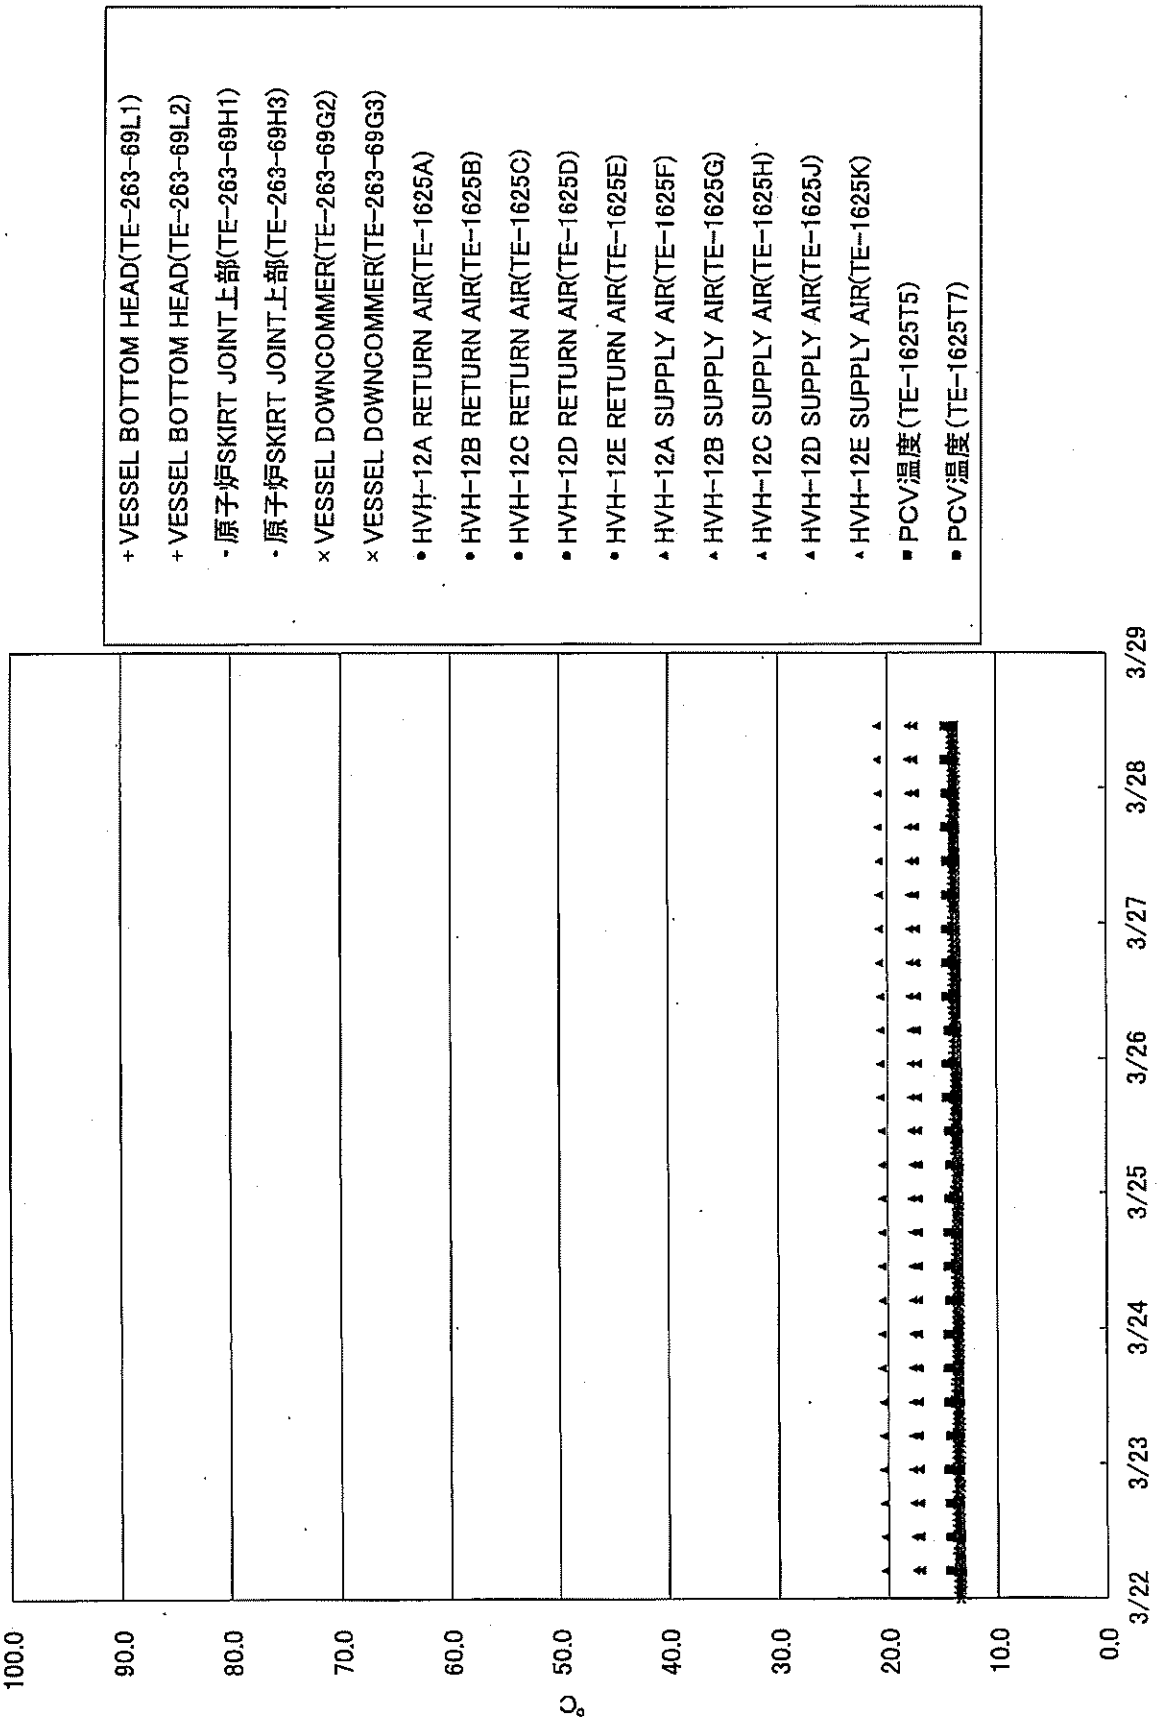 100.0
90.0
80.0
70.0
60.0
50.0
40.0
30.0
20.0
10.0
0.0
℃
3/22
3/23
3/24
3/25
3/26
3/27
3/28
3/29
+ VESSEL BOTTOM HEAD(TE-263-69L1)
+ VESSEL BOTTOM HEAD(TE-263-69L2)
- 原子炉SKIRT JOINT上部(TE-263-69H1)
- 原子炉SKIRT JOINT上部(TE-263-69H3)
× VESSEL DOWNCOMMER(TE-263-69G2)
× VESSEL DOWNCOMMER(TE-263-69G3)
● HVH-12A RETURN AIR(TE-1625A)
● HVH-12B RETURN AIR(TE-1625B)
● HVH-12C RETURN AIR(TE-1625C)
● HVH-12D RETURN AIR(TE-1625D)
● HVH-12E RETURN AIR(TE-1625E)
▲ HVH-12A SUPPLY AIR(TE-1625F)
▲ HVH-12B SUPPLY AIR(TE-1625G)
▲ HVH-12C SUPPLY AIR(TE-1625H)
▲ HVH-12D SUPPLY AIR(TE-1625J)
▲ HVH-12E SUPPLY AIR(TE-1625K)
■ PCV温度(TE-1625T5)
■ PCV温度(TE-1625T7)